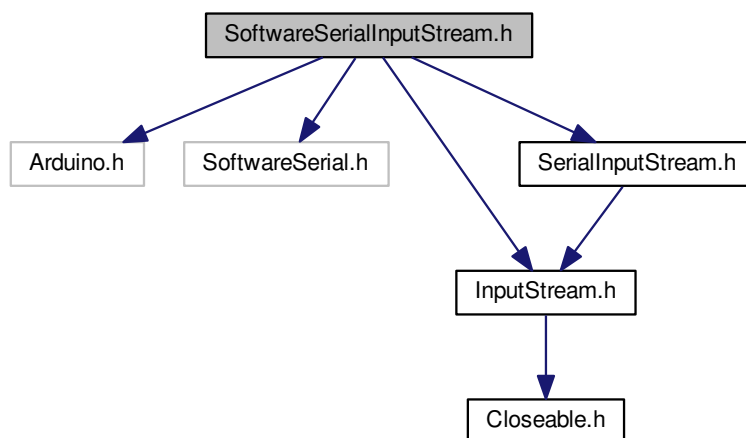 SoftwareSerialInputStream.h
Arduino.h
SoftwareSerial.h
SerialInputStream.h
InputStream.h
Closeable.h